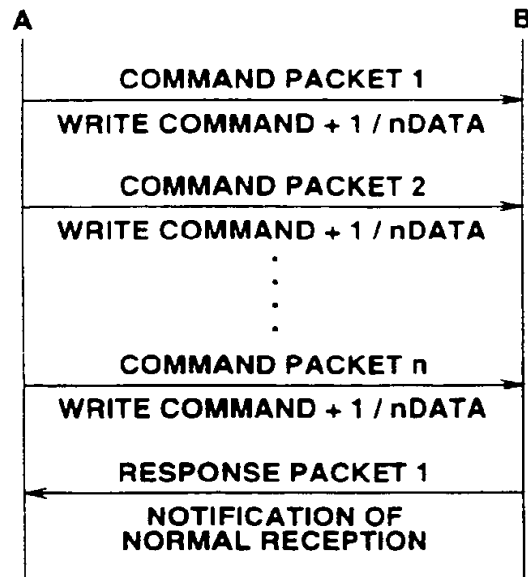 A B
COMMAND PACKET 1
WRITE COMMAND + 1 / nDATA
COMMAND PACKET 2
WRITE COMMAND + 1 / nDATA
COMMAND PACKET n
WRITE COMMAND + 1 / nDATA
RESPONSE PACKET 1
NOTIFICATION OF
NORMAL RECEPTION